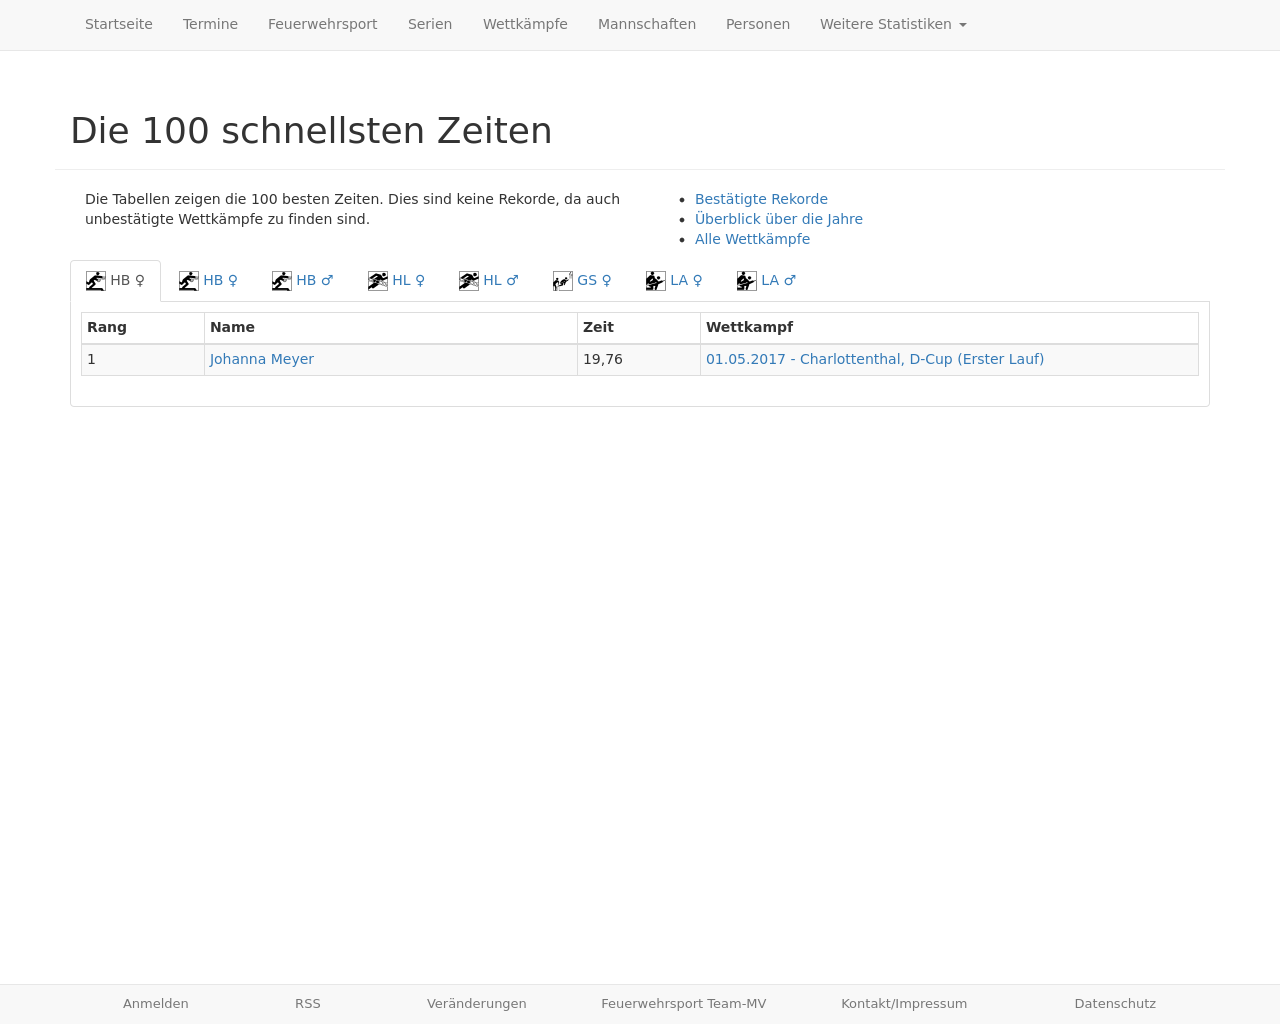 Startseite Termine Feuerwehrsport Serien Wettkämpfe Mannschaften Personen Weitere Statistiken
Die 100 schnellsten Zeiten
Die Tabellen zeigen die 100 besten Zeiten. Dies sind keine Rekorde, da auch
unbestätigte Wettkämpfe zu finden sind.
• Bestätigte Rekorde
• Überblick über die Jahre
• Alle Wettkämpfe
HB ♀ HB ♀ HB ♂ HL ♀ HL ♂ GS ♀ LA ♀ LA ♂
Rang Name Zeit Wettkampf
1 Johanna Meyer 19,76 01.05.2017 - Charlottenthal, D-Cup (Erster Lauf)
Anmelden RSS Veränderungen Feuerwehrsport Team-MV Kontakt/Impressum Datenschutz